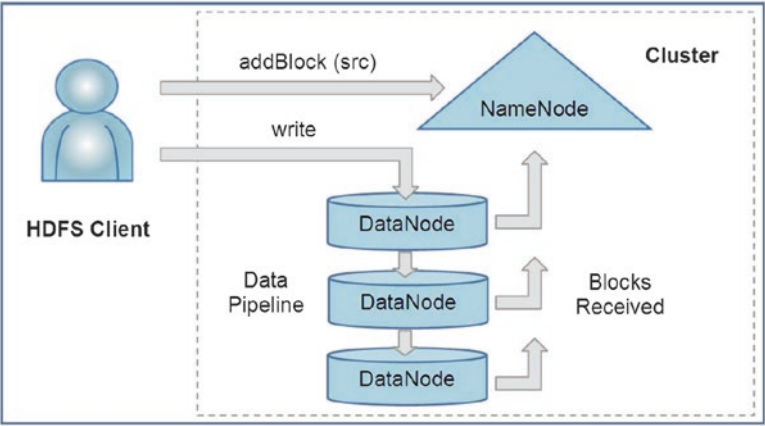 addBlock (src)
Cluster
NameNode
write
HDFS Client
DataNode
Data
Pipeline
DataNode
Blocks
Received
DataNode